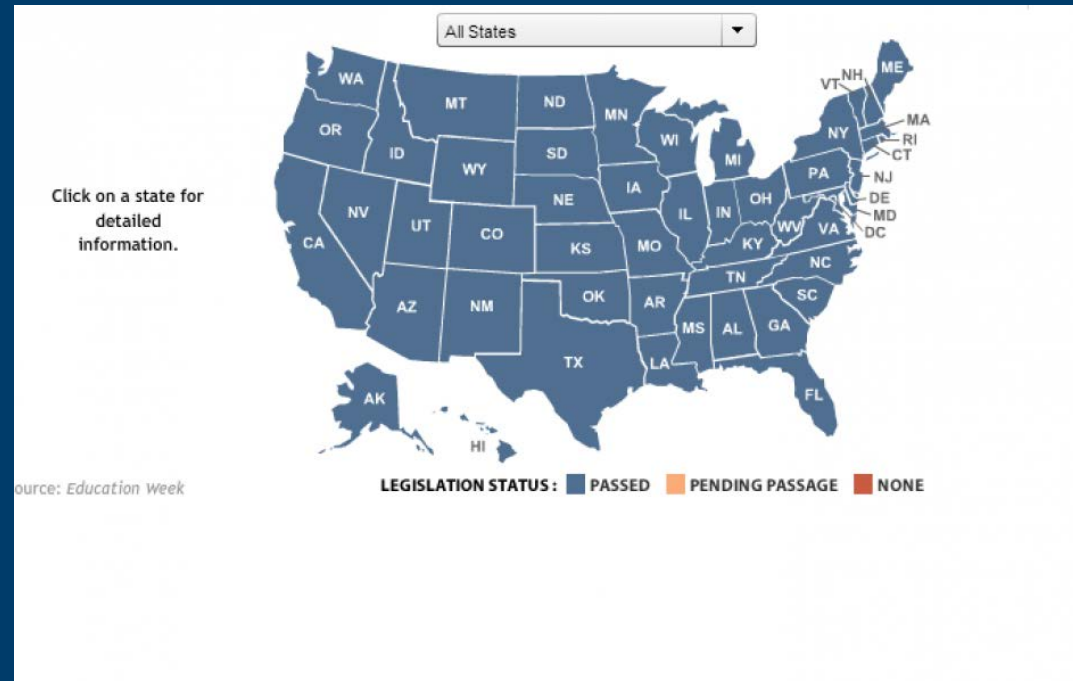 All States
WA
MT
ND
MN
VT
NH
ME
OR
ID
WY
SD
WI
MI
NY
MA
RI
CT
NJ
PA
DE
MD
DC
Click on a state for
detailed
information.
NV
UT
CO
NE
IA
IL
IN
OH
WV
VA
CA
KS
MO
KY
NC
AZ
NM
OK
AR
TN
SC
MS
AL
GA
TX
LA
FL
AK
HI
ource: Education Week
LEGISLATION STATUS : PASSED PENDING PASSAGE NONE